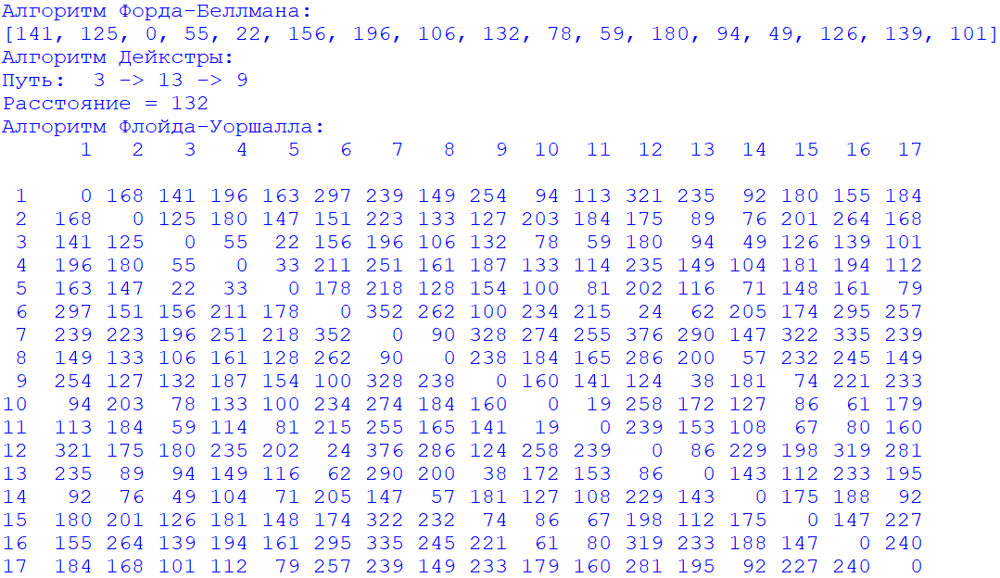 Алгоритм Форда-Беллмана:
[141, 125, 0, 55, 22, 156, 196, 106, 132, 78, 59, 180, 94, 49, 126, 139, 101]
Алгоритм Дейкстры:
Путь:  3 -> 13 -> 9
Расстояние = 132
Алгоритм Флойда-Уоршалла:
1 2 3 4 5 6 7 8 9 10 11 12 13 14 15 16 17
1 0 168 141 196 163 297 239 149 254 94 113 321 235 92 180 155 184
2 168 0 125 180 147 151 223 133 127 203 184 175 89 76 201 264 168
3 141 125 0 55 22 156 196 106 132 78 59 180 94 49 126 139 101
4 196 180 55 0 33 211 251 161 187 133 114 235 149 104 181 194 112
5 163 147 22 33 0 178 218 128 154 100 81 202 116 71 148 161 79
6 297 151 156 211 178 0 352 262 100 234 215 24 62 205 174 295 257
7 239 223 196 251 218 352 0 90 328 274 255 376 290 147 322 335 239
8 149 133 106 161 128 262 90 0 238 184 165 286 200 57 232 245 149
9 254 127 132 187 154 100 328 238 0 160 141 124 38 181 74 221 233
10 94 203 78 133 100 234 274 184 160 0 19 258 172 127 86 61 179
11 113 184 59 114 81 215 255 165 141 19 0 239 153 108 67 80 160
12 321 175 180 235 202 24 376 286 124 258 239 0 86 229 198 319 281
13 235 89 94 149 116 62 290 200 38 172 153 86 0 143 112 233 195
14 92 76 49 104 71 205 147 57 181 127 108 229 143 0 175 188 92
15 180 201 126 181 148 174 322 232 74 86 67 198 112 175 0 147 227
16 155 264 139 194 161 295 335 245 221 61 80 319 233 188 147 0 240
17 184 168 101 112 79 257 239 149 233 179 160 281 195 92 227 240 0